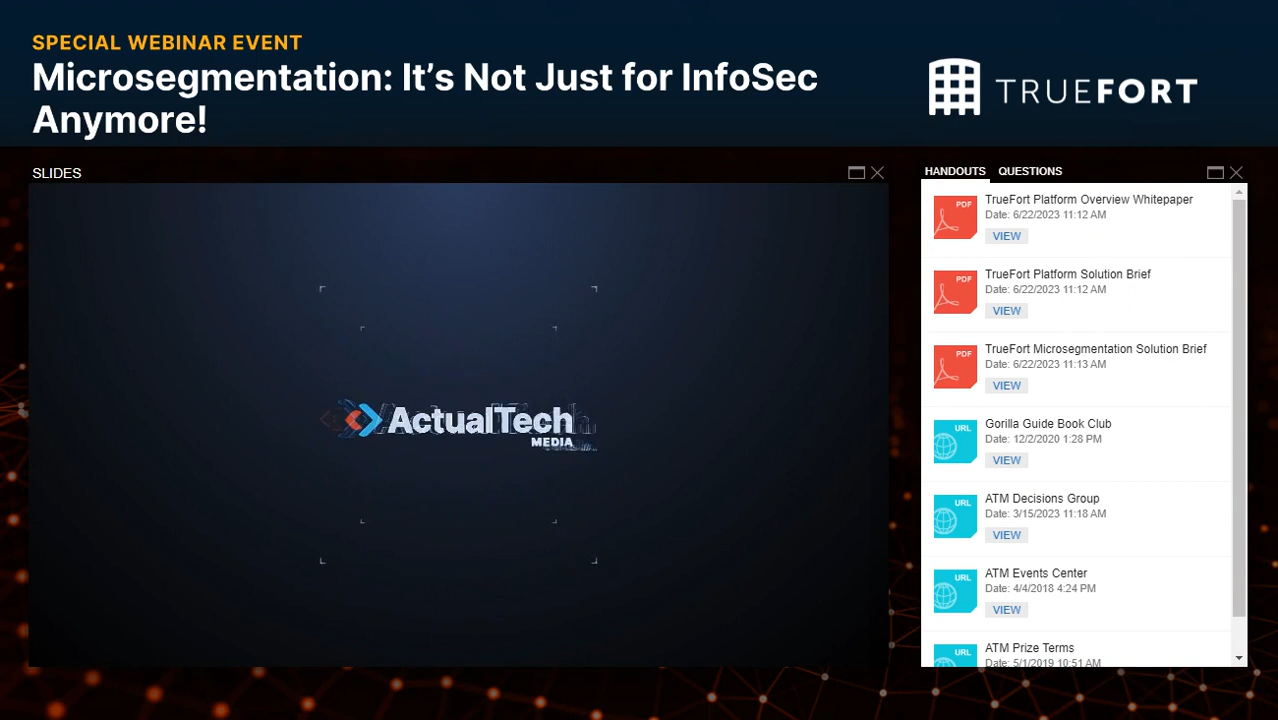 SPECIAL WEBINAR EVENT
Microsegmentation: It’s Not Just for InfoSec
Anymore!
TRUEFORT
SLIDES
ActualTech
MEDIA
HANDOUTS QUESTIONS
PDF
TrueFort Platform Overview Whitepaper
Date: 6/22/2023 11:12 AM
VIEW
PDF
TrueFort Platform Solution Brief
Date: 6/22/2023 11:12 AM
VIEW
PDF
TrueFort Microsegmentation Solution Brief
Date: 6/22/2023 11:13 AM
VIEW
URL
Gorilla Guide Book Club
Date: 12/2/2020 1:28 PM
VIEW
URL
ATM Decisions Group
Date: 3/15/2023 11:18 AM
VIEW
URL
ATM Events Center
Date: 4/4/2018 4:24 PM
VIEW
URL
ATM Prize Terms
Date: 5/1/2019 10:51 AM